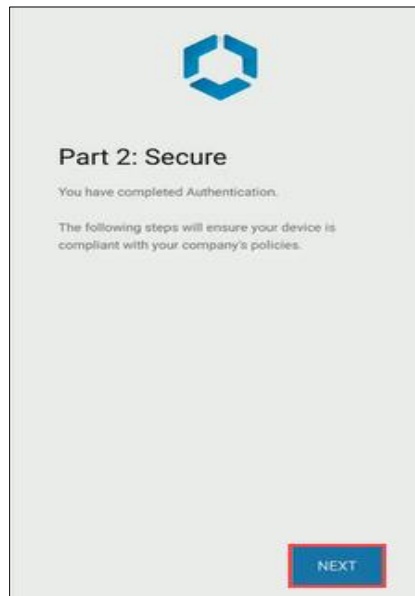 Part 2: Secure
You have completed Authentication.
The following steps will ensure your device is
compliant with your company's policies.
NEXT